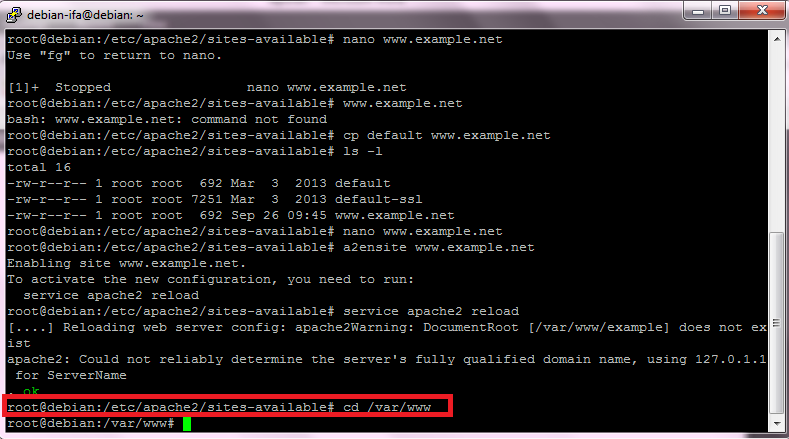 debian-ifa@debian: ~
root@debian:/etc/apache2/sites-available# nano www.example.net
Use "fg" to return to nano.
[1]+  Stopped                 nano www.example.net
root@debian:/etc/apache2/sites-available# www.example.net
bash: www.example.net: command not found
root@debian:/etc/apache2/sites-available# cp default www.example.net
root@debian:/etc/apache2/sites-available# ls -l
total 16
-rw-r--r-- 1 root root  692 Mar  3  2013 default
-rw-r--r-- 1 root root 7251 Mar  3  2013 default-ssl
-rw-r--r-- 1 root root  692 Sep 26 09:45 www.example.net
root@debian:/etc/apache2/sites-available# nano www.example.net
root@debian:/etc/apache2/sites-available# a2ensite www.example.net
Enabling site www.example.net.
To activate the new configuration, you need to run:
  service apache2 reload
root@debian:/etc/apache2/sites-available# service apache2 reload
[....] Reloading web server config: apache2Warning: DocumentRoot [/var/www/example] does not ex
ist
apache2: Could not reliably determine the server's fully qualified domain name, using 127.0.1.1
 for ServerName
. ok
root@debian:/etc/apache2/sites-available# cd /var/www
root@debian:/var/www#